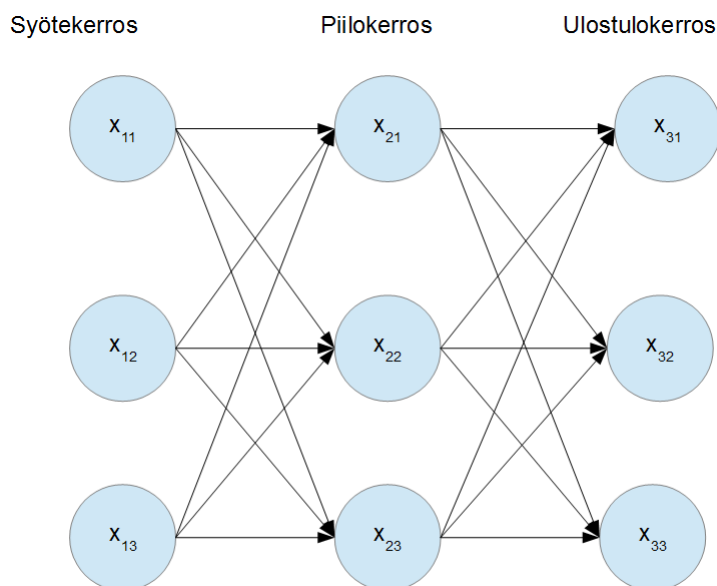 Syötekerros Piilokerros Ulostulokerros
x11 x21 x31
x12 x22 x32
x13 x23 x33